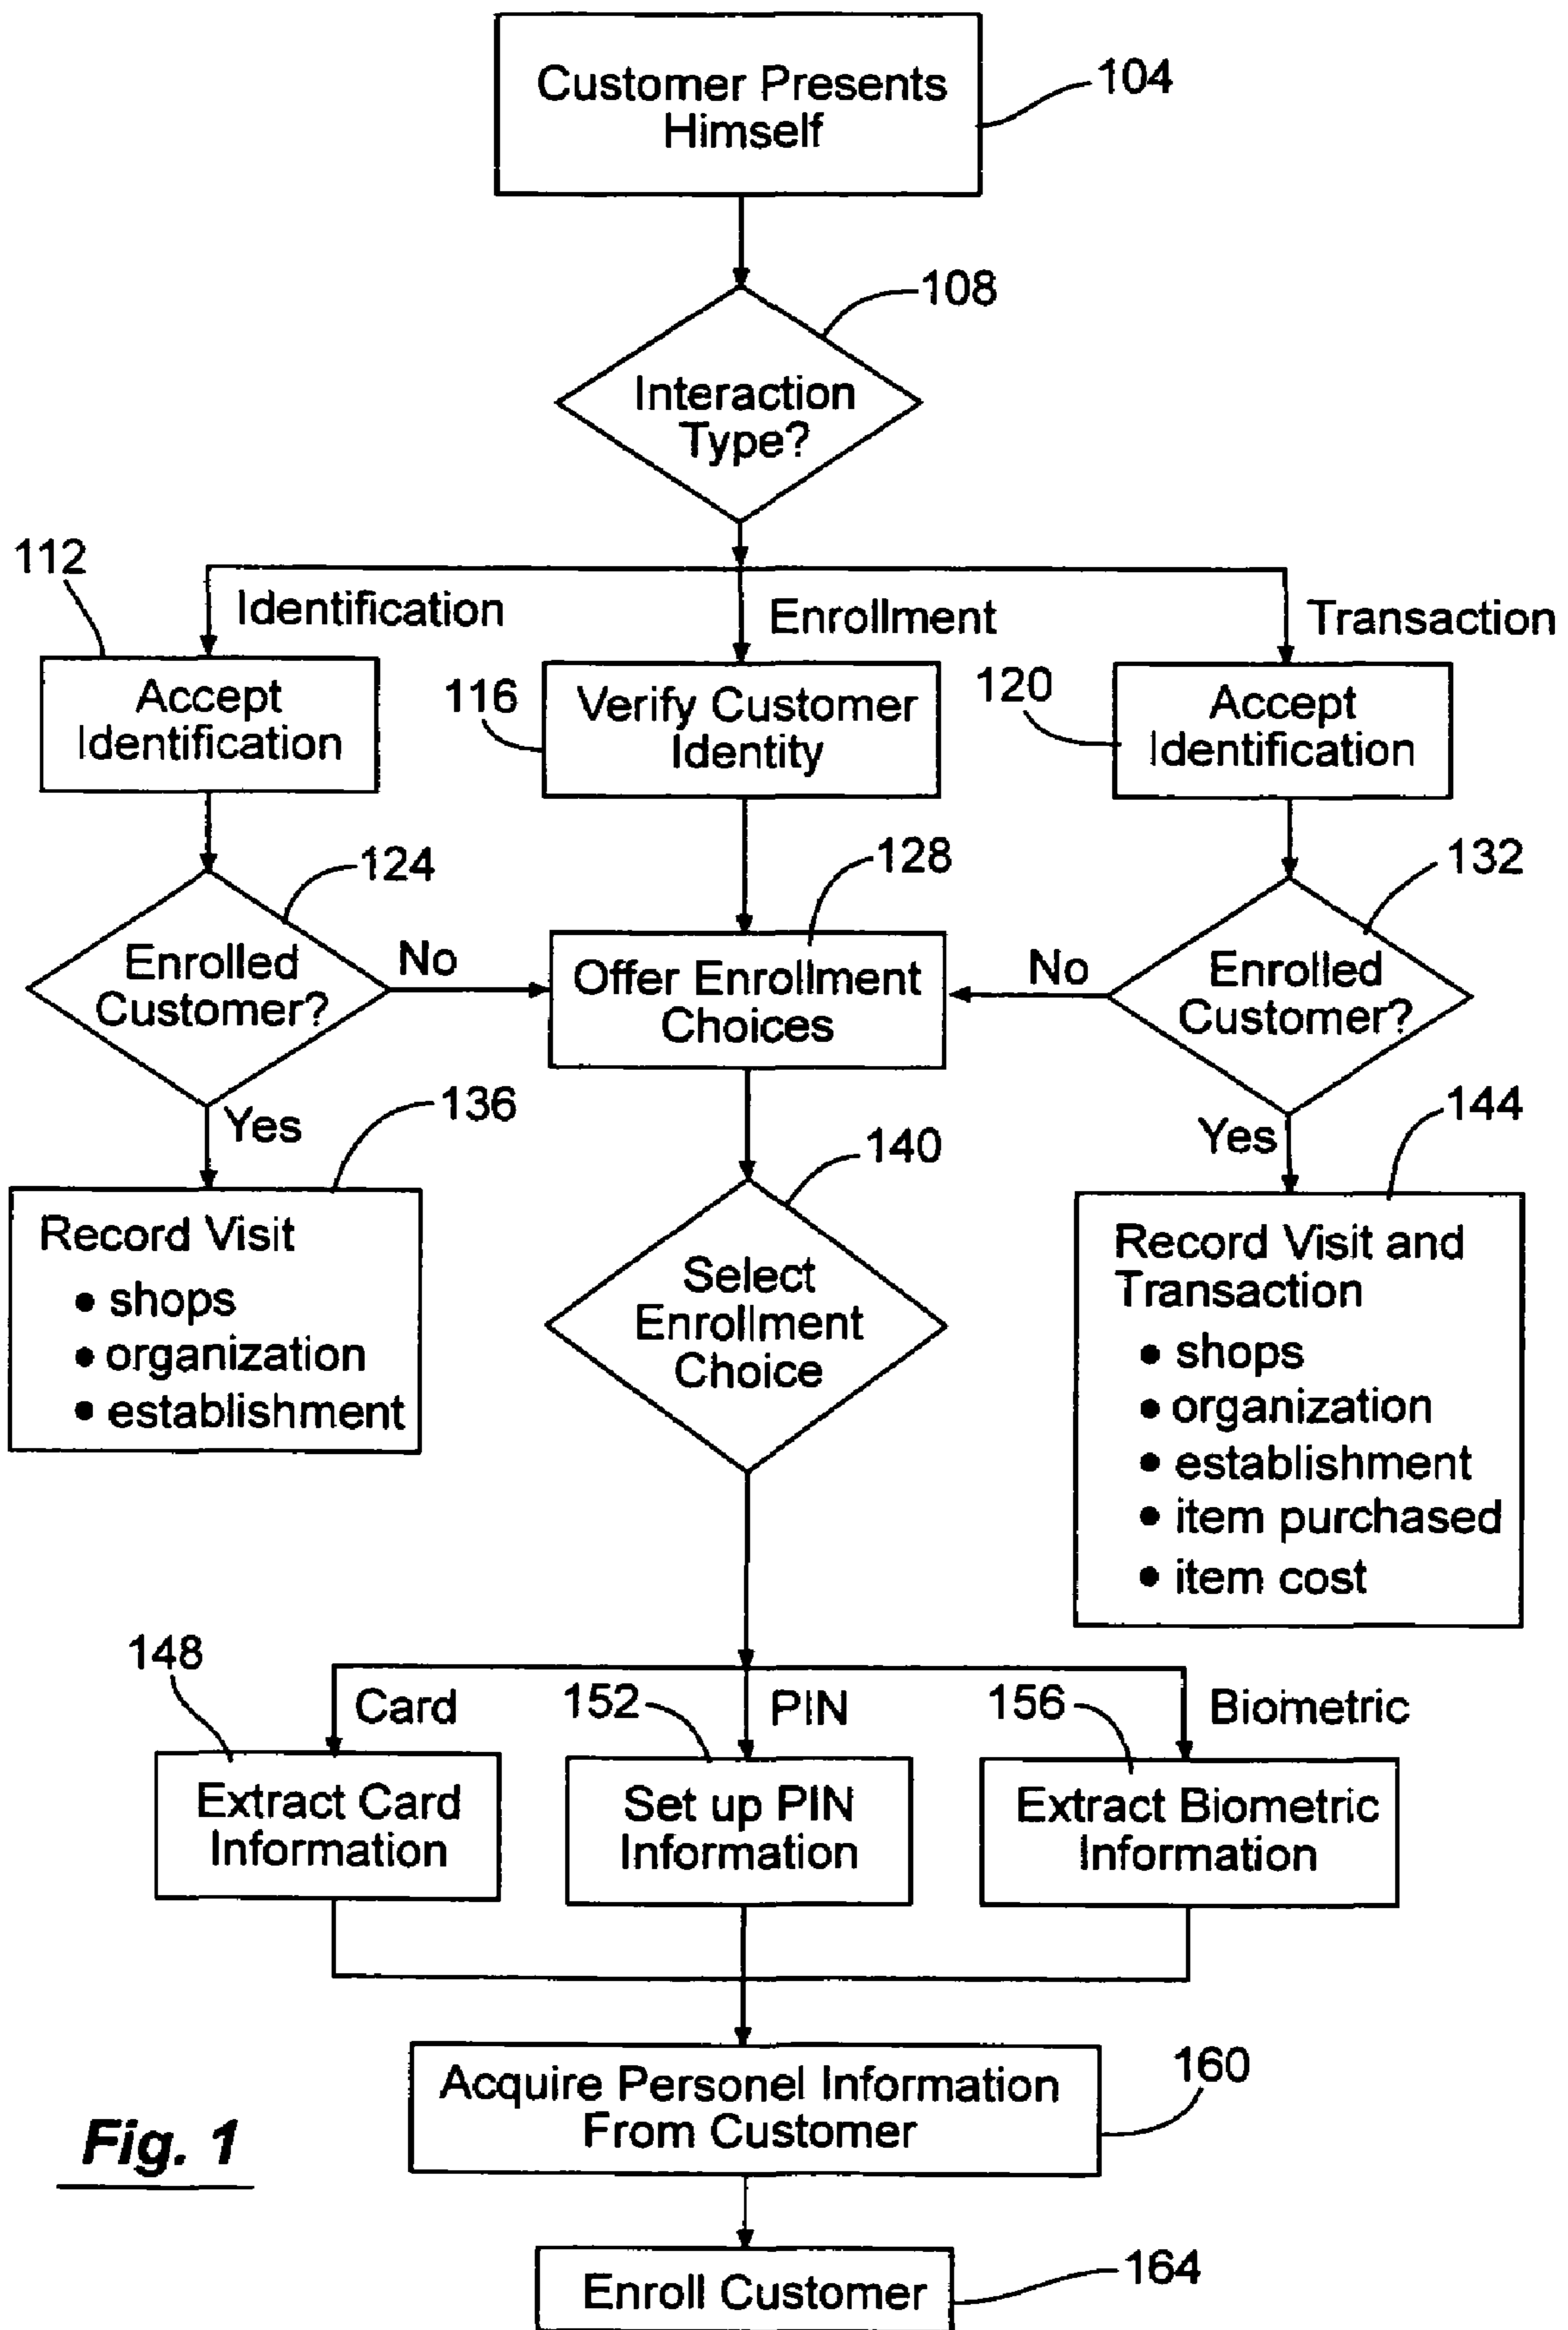 Customer Presents
Himself
104
108
Interaction
Type?
112
Identification
Enrollment
Transaction
Accept
Identification
116
Verify Customer
Identity
120
Accept
Identification
124
Enrolled
Customer?
No
128
Offer Enrollment
Choices
No
132
Enrolled
Customer?
Yes
136
Record Visit
• shops
• organization
• establishment
140
Select
Enrollment
Choice
Yes
144
Record Visit and
Transaction
• shops
• organization
• establishment
• item purchased
• item cost
148
Card
152
PIN
156
Biometric
Extract Card
Information
Set up PIN
Information
Extract Biometric
Information
160
Acquire Personel Information
From Customer
Fig. 1
164
Enroll Customer